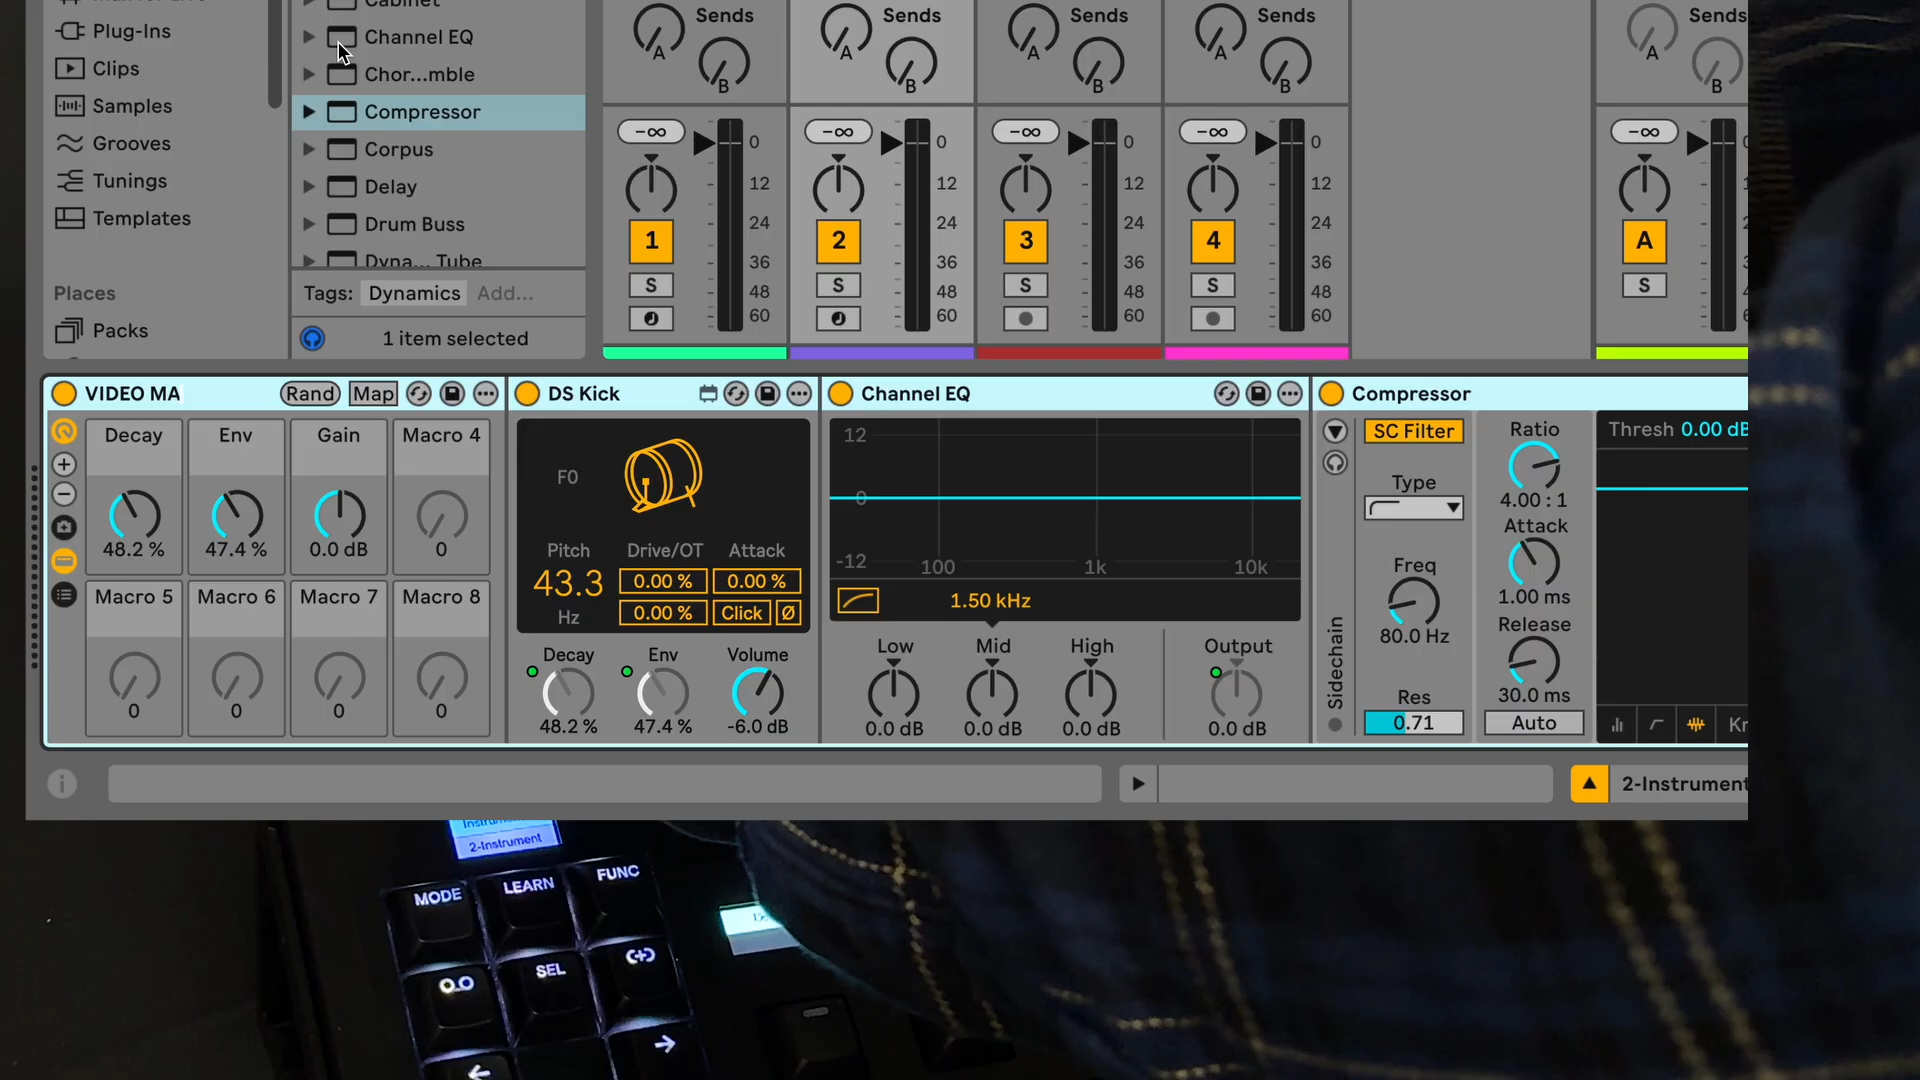 Plug-Ins
Clips
Samples
Grooves
Tunings
Templates
Places
Packs
Cabinet
Channel EQ
Chor...mble
Compressor
Corpus
Delay
Drum Buss
Dyna... Tube
Tags: Dynamics Add...
1 item selected
Sends Sends Sends Sends Sends
A A A A A
B B B B B
-∞ -∞ -∞ -∞ -∞
0 0 0 0
12 12 12 12
24 24 24 24
1 2 3 4 A
36 36 36 36
S S S S S
48 48 48 48
60 60 60 60
VIDEO MA Rand Map
Decay Env Gain Macro 4
48.2 % 47.4 % 0.0 dB 0
Macro 5 Macro 6 Macro 7 Macro 8
0 0 0 0
DS Kick
F0
Pitch Drive/OT Attack
43.3 0.00 % 0.00 %
Hz 0.00 % Click Ø
Decay Env Volume
48.2 % 47.4 % -6.0 dB
Channel EQ
12
0
-12 100 1k 10k
1.50 kHz
Low Mid High Output
0.0 dB 0.0 dB 0.0 dB 0.0 dB
Compressor
Sidechain
SC Filter
Type
Freq
80.0 Hz
Res
0.71
Ratio
4.00 : 1
Attack
1.00 ms
Release
30.0 ms
Auto
Thresh 0.00 dB
Kn
2-Instrument
2-Instrument
MODE LEARN FUNC
SEL